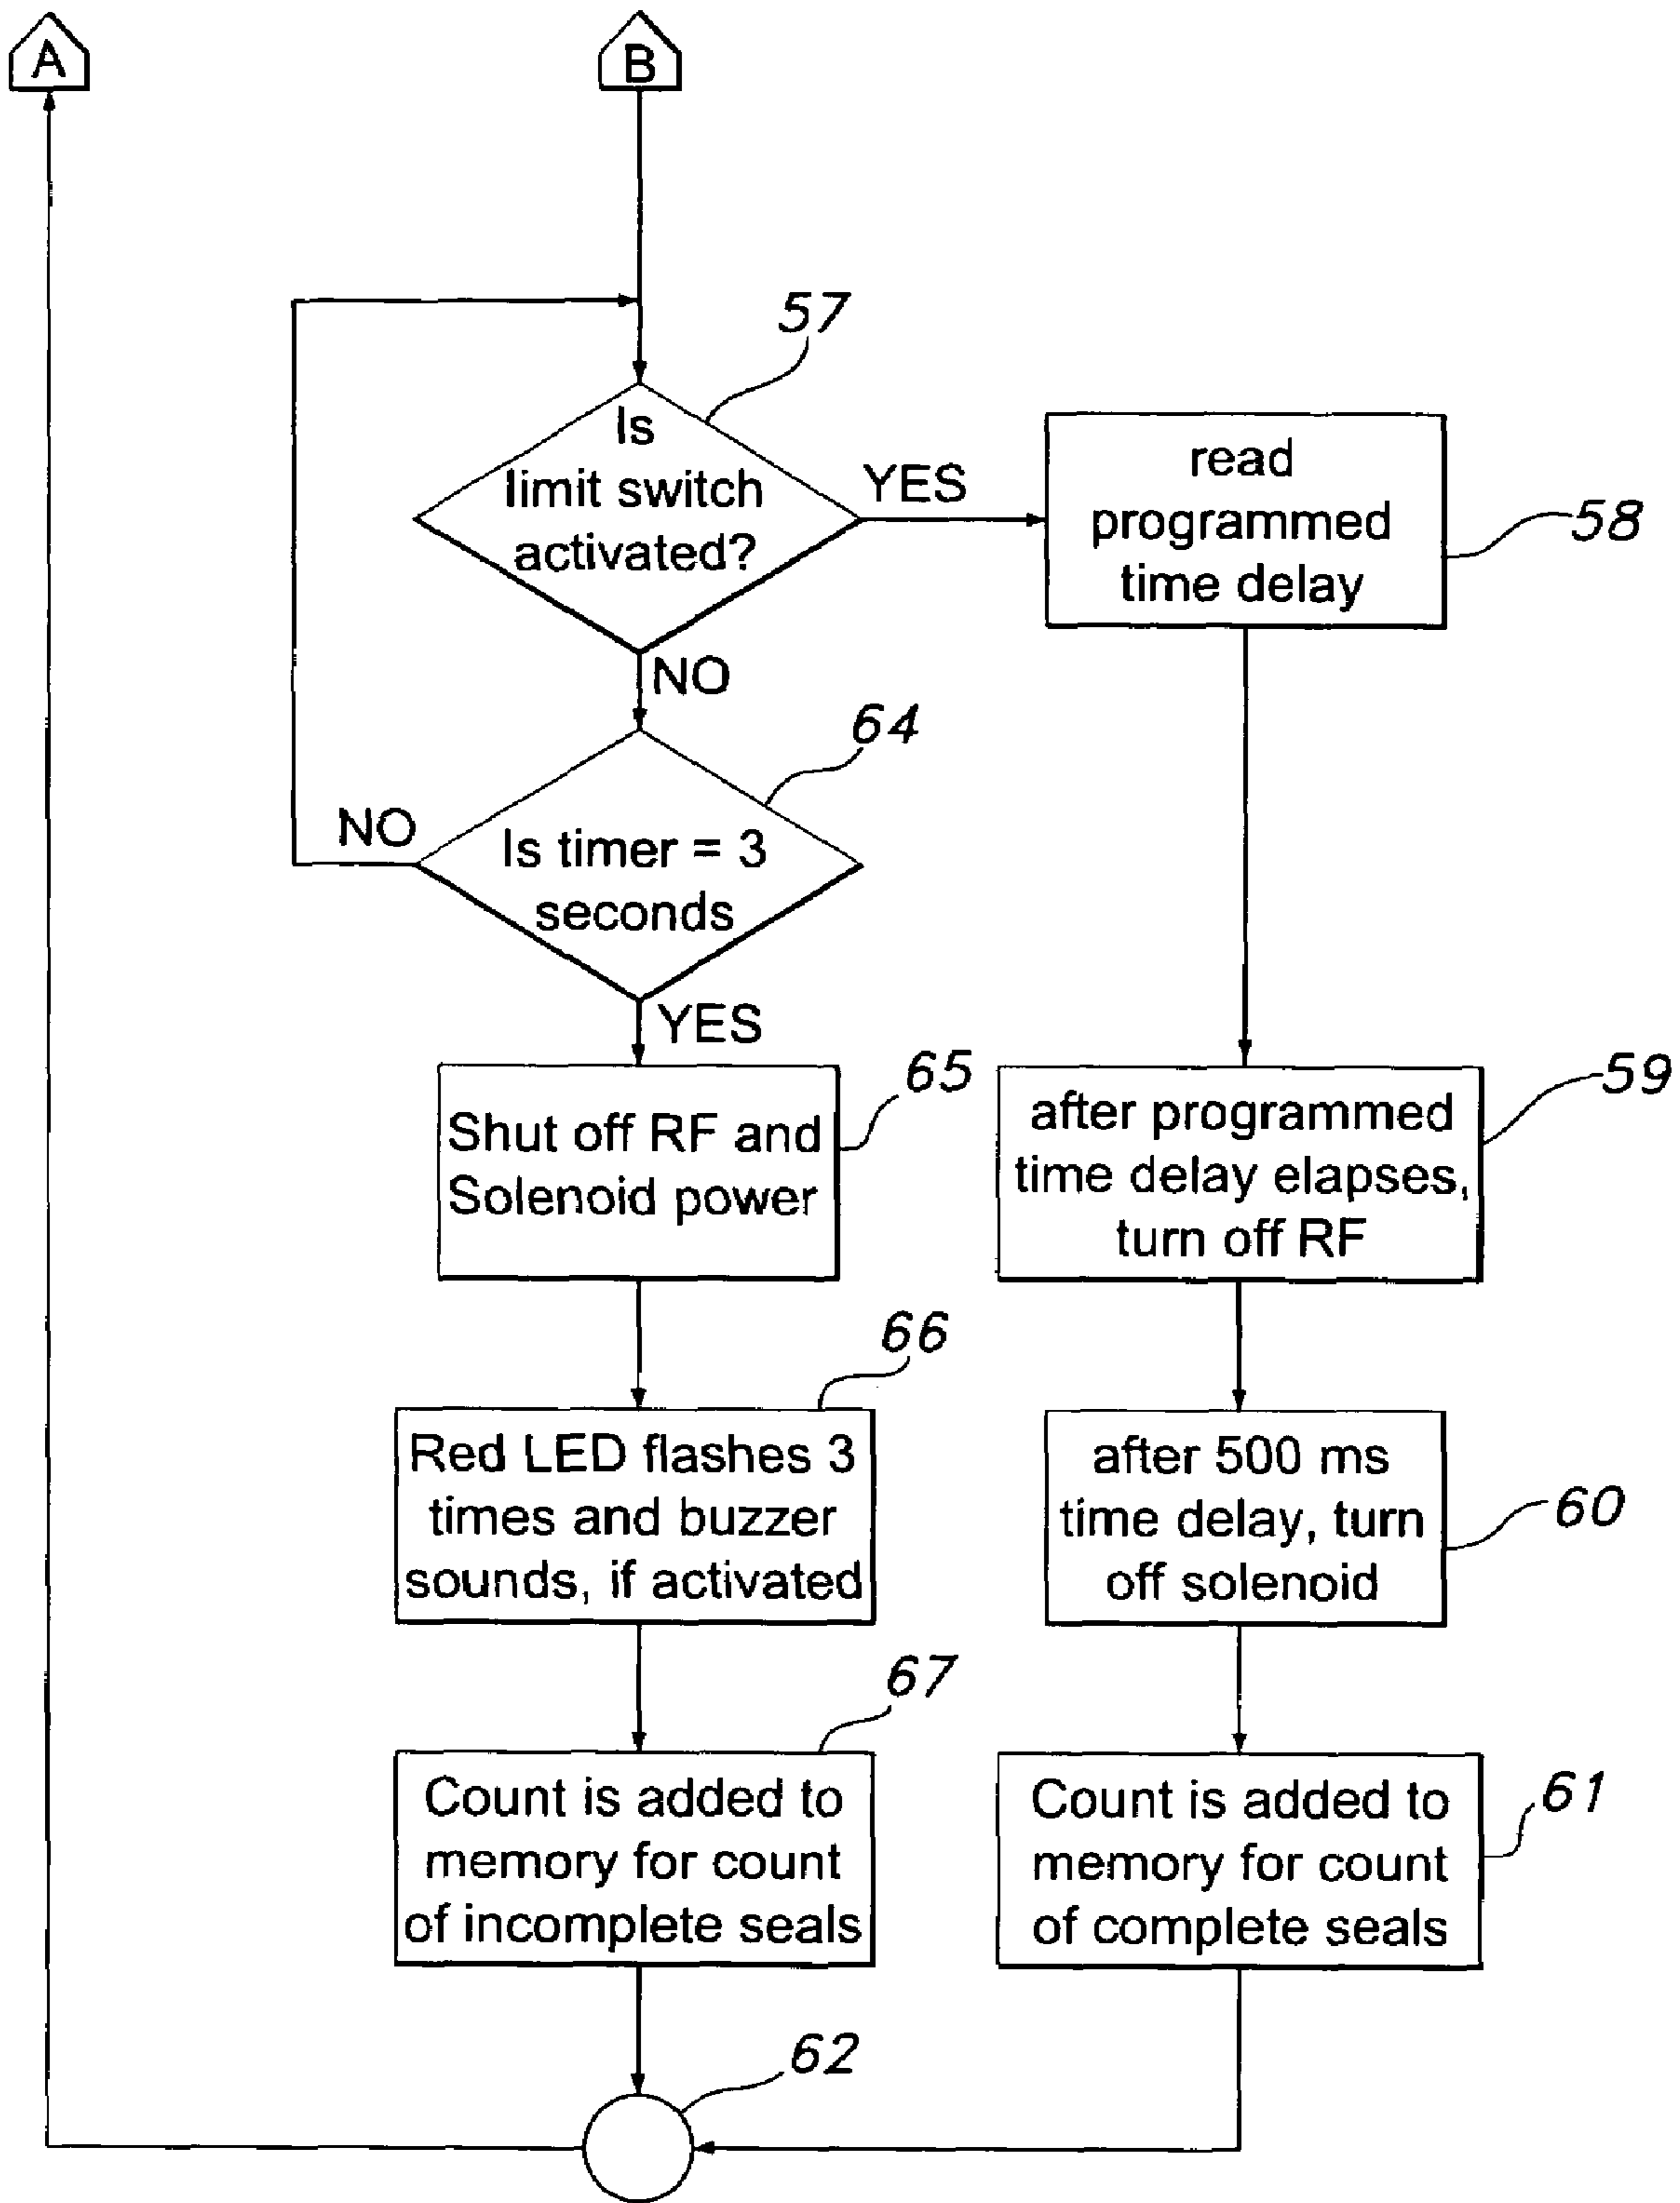 A
B
57
Is
limit switch
activated?
YES
read
programmed
time delay
58
NO
64
NO
Is timer = 3
seconds
YES
65
Shut off RF and
Solenoid power
59
after programmed
time delay elapses,
turn off RF
66
Red LED flashes 3
times and buzzer
sounds, if activated
after 500 ms
time delay, turn
off solenoid
60
67
Count is added to
memory for count
of incomplete seals
61
Count is added to
memory for count
of complete seals
62